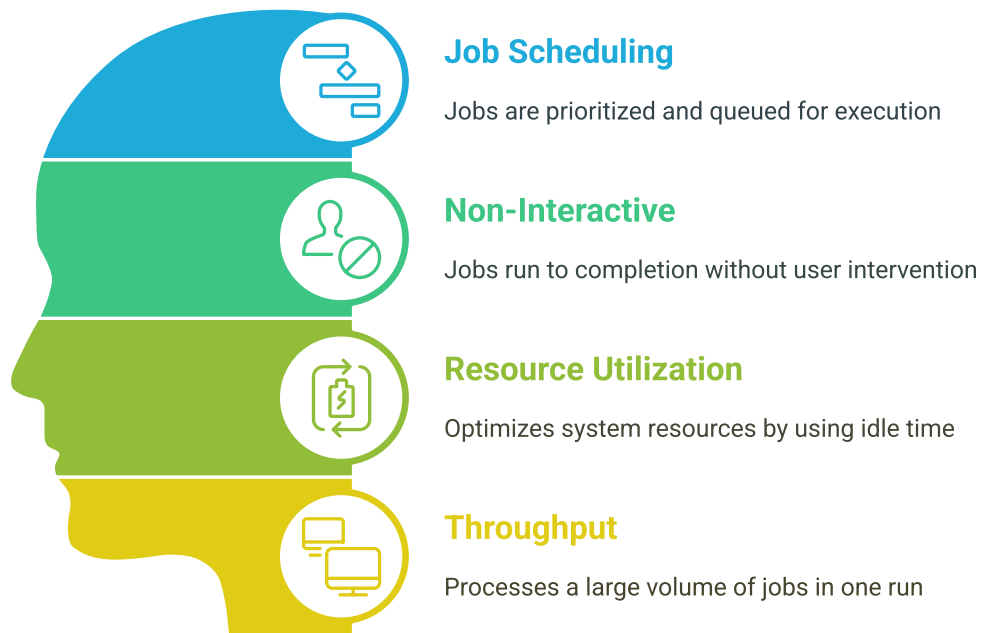 Job Scheduling
Jobs are prioritized and queued for execution
Non-Interactive
Jobs run to completion without user intervention
Resource Utilization
Optimizes system resources by using idle time
Throughput
Processes a large volume of jobs in one run